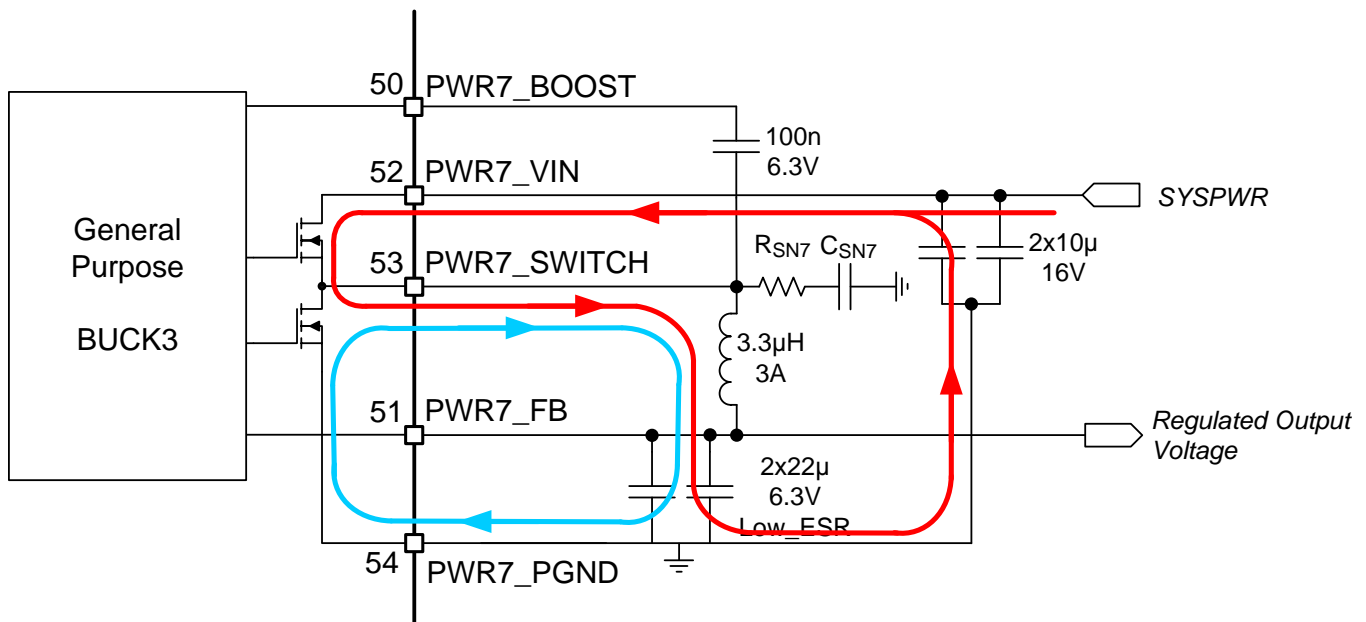 50 PWR7_BOOST
100n
6.3V
52 PWR7_VIN
SYSPWR
General
Purpose
BUCK3
53 PWR7_SWITCH
RSN7 CSN7
2x10µ
16V
3.3µH
3A
51 PWR7_FB
Regulated Output
Voltage
2x22µ
6.3V
Low_ESR
54 PWR7_PGND